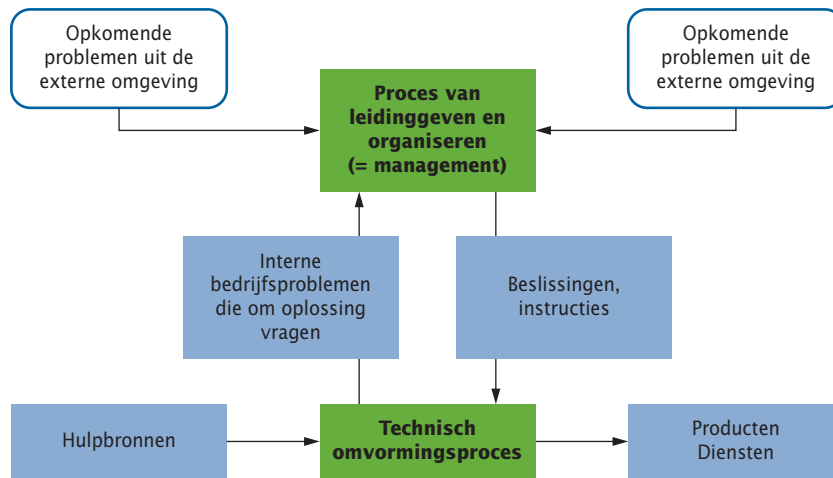 Opkomende
problemen uit de
externe omgeving
Opkomende
problemen uit de
externe omgeving
Proces van
leidinggeven en
organiseren
(= management)
Interne
bedrijfsproblemen
die om oplossing
vragen
Beslissingen,
instructies
Hulpbronnen
Technisch
omvormingsproces
Producten
Diensten